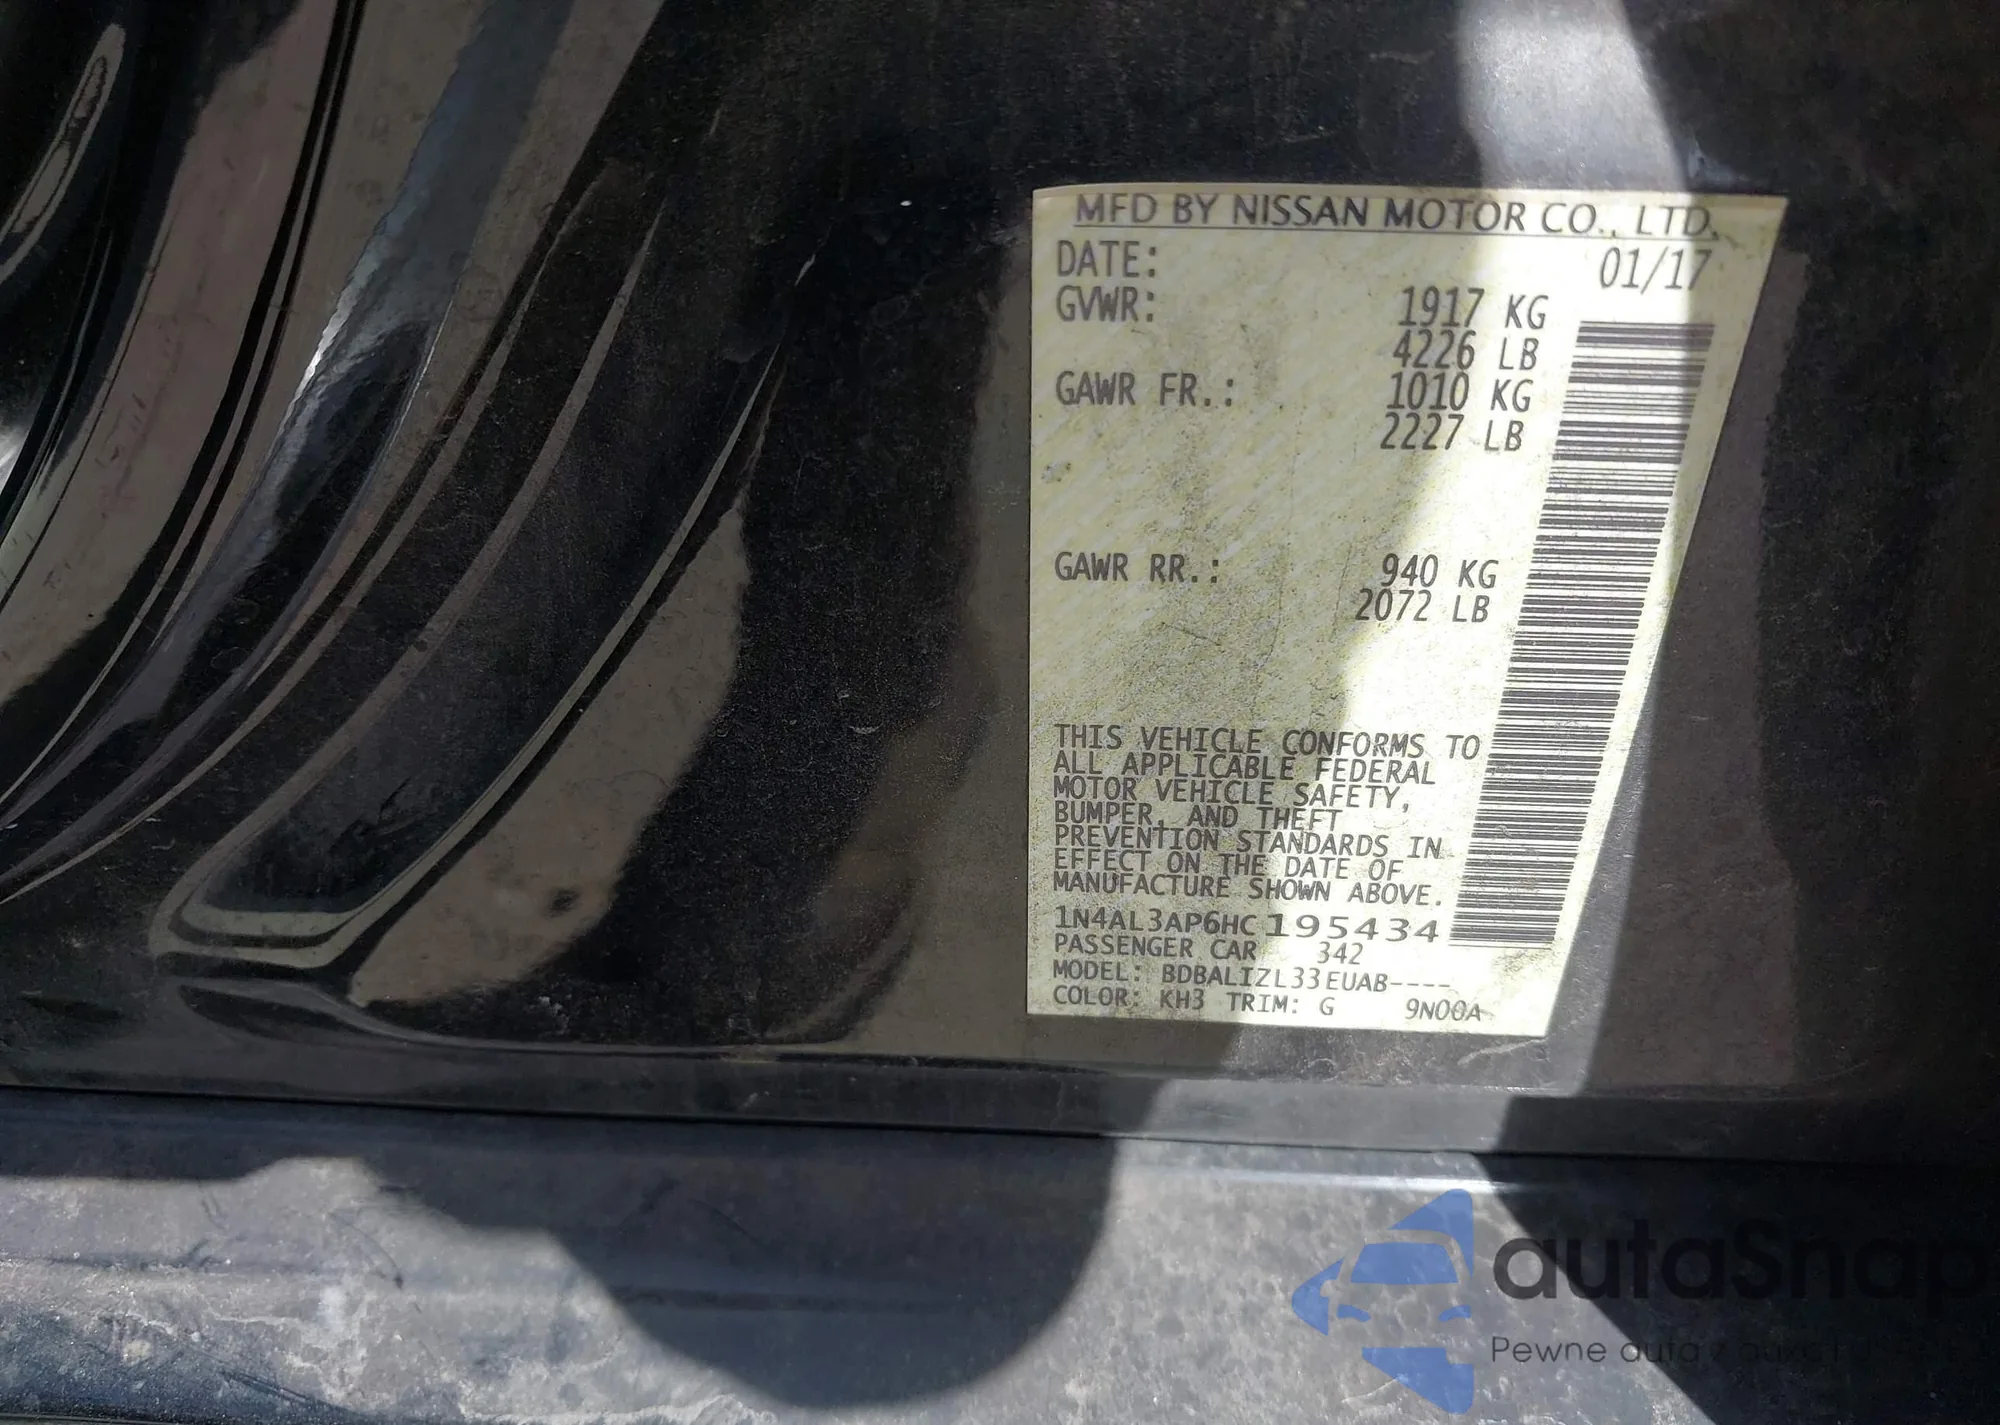 MFD BY NISSAN MOTOR CO., LTD.
DATE: 01/17
GVWR: 1917 KG
4226 LB
GAWR FR.: 1010 KG
2227 LB
GAWR RR.: 940 KG
2072 LB
THIS VEHICLE CONFORMS TO
ALL APPLICABLE FEDERAL
MOTOR VEHICLE SAFETY,
BUMPER, AND THEFT
PREVENTION STANDARDS IN
EFFECT ON THE DATE OF
MANUFACTURE SHOWN ABOVE.
1N4AL3AP6HC195434
PASSENGER CAR 342
MODEL: BDBALIZL33EUAB----
COLOR: KH3 TRIM: G 9N00A
autaSnap
Pewne auta z